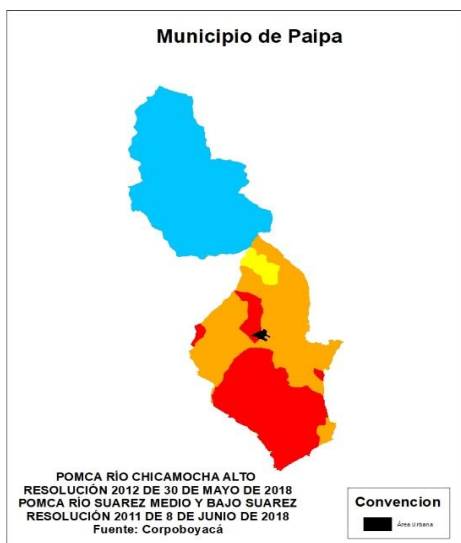 Municipio de Paipa
POMCA RÌO CHICAMOCHA ALTO
RESOLUCIÓN 2012 DE 30 DE MAYO DE 2018
POMCA RÍO SUAREZ MEDIO Y BAJO SUAREZ
RESOLUCIÓN 2011 DE 8 DE JUNIO DE 2018
Fuente: Corpoboyacá
Convencion
Área Urbana